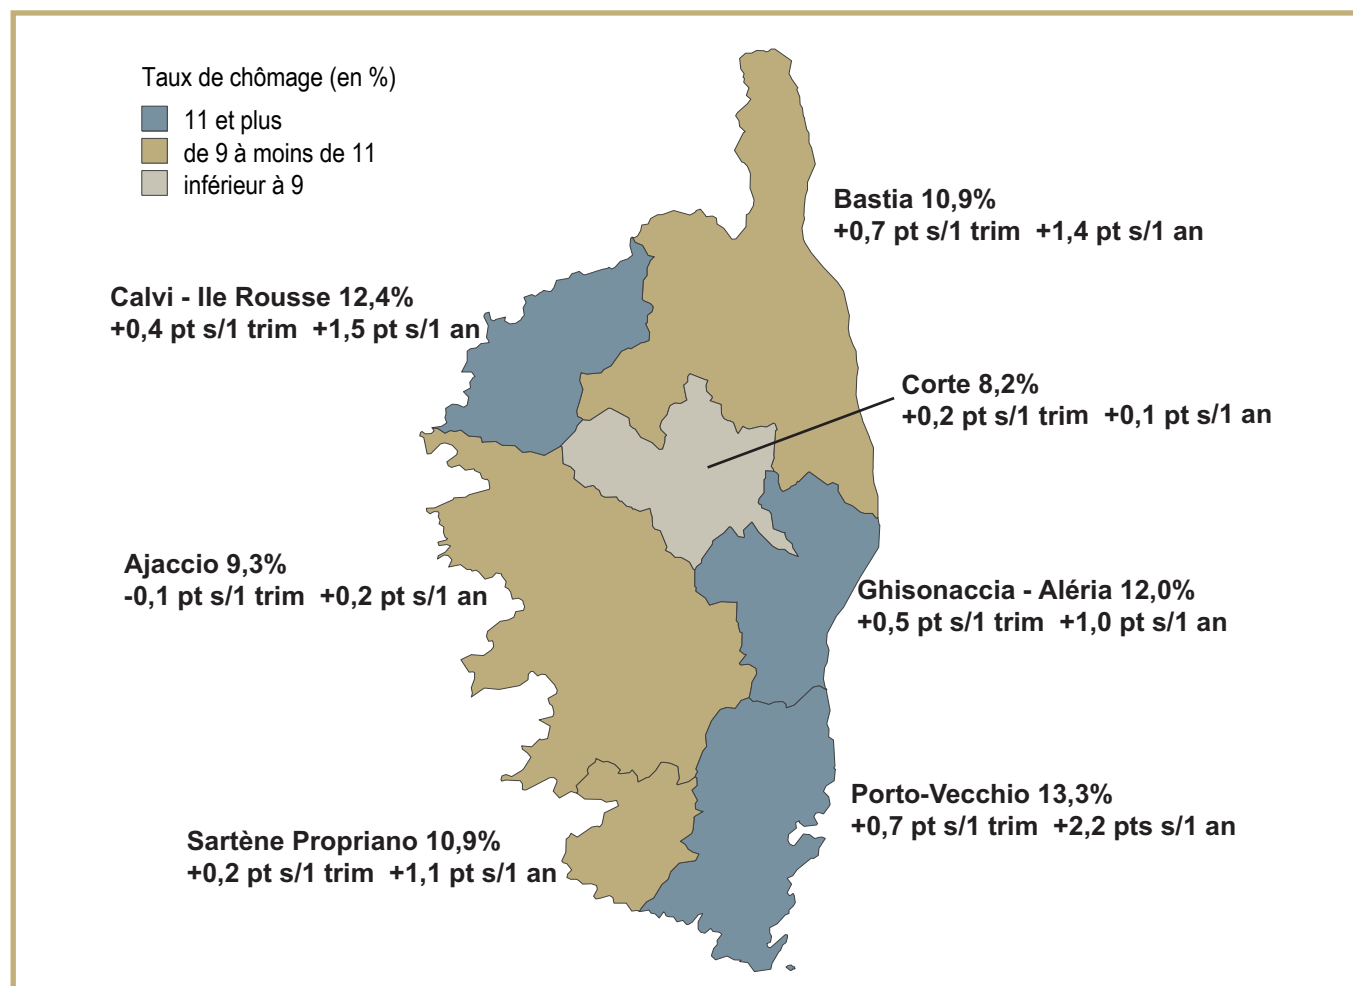 Taux de chômage (en %)
11 et plus
de 9 à moins de 11
inférieur à 9
Bastia 10,9%
+0,7 pt s/1 trim +1,4 pt s/1 an
Calvi - Ile Rousse 12,4%
+0,4 pt s/1 trim +1,5 pt s/1 an
Corte 8,2%
+0,2 pt s/1 trim +0,1 pt s/1 an
Ajaccio 9,3%
-0,1 pt s/1 trim +0,2 pt s/1 an
Ghisonaccia - Aléria 12,0%
+0,5 pt s/1 trim +1,0 pt s/1 an
Porto-Vecchio 13,3%
+0,7 pt s/1 trim +2,2 pts s/1 an
Sartène Propriano 10,9%
+0,2 pt s/1 trim +1,1 pt s/1 an